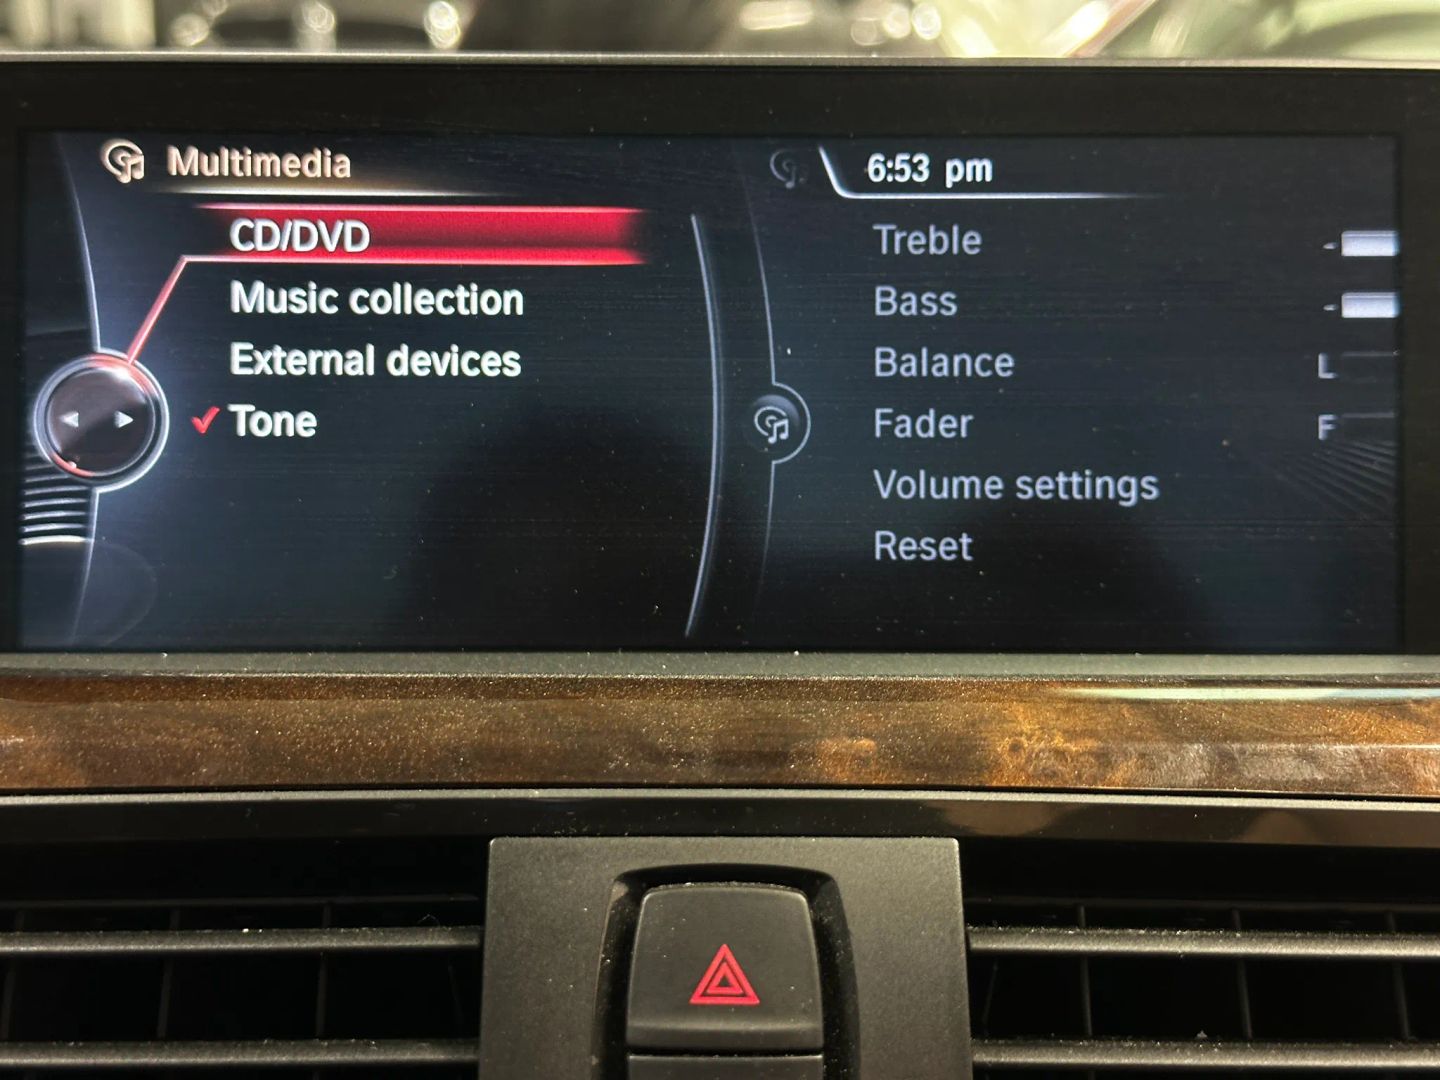 Multimedia
CD/DVD
Music collection
External devices
Tone
6:53 pm
Treble -
Bass -
Balance L
Fader F
Volume settings
Reset